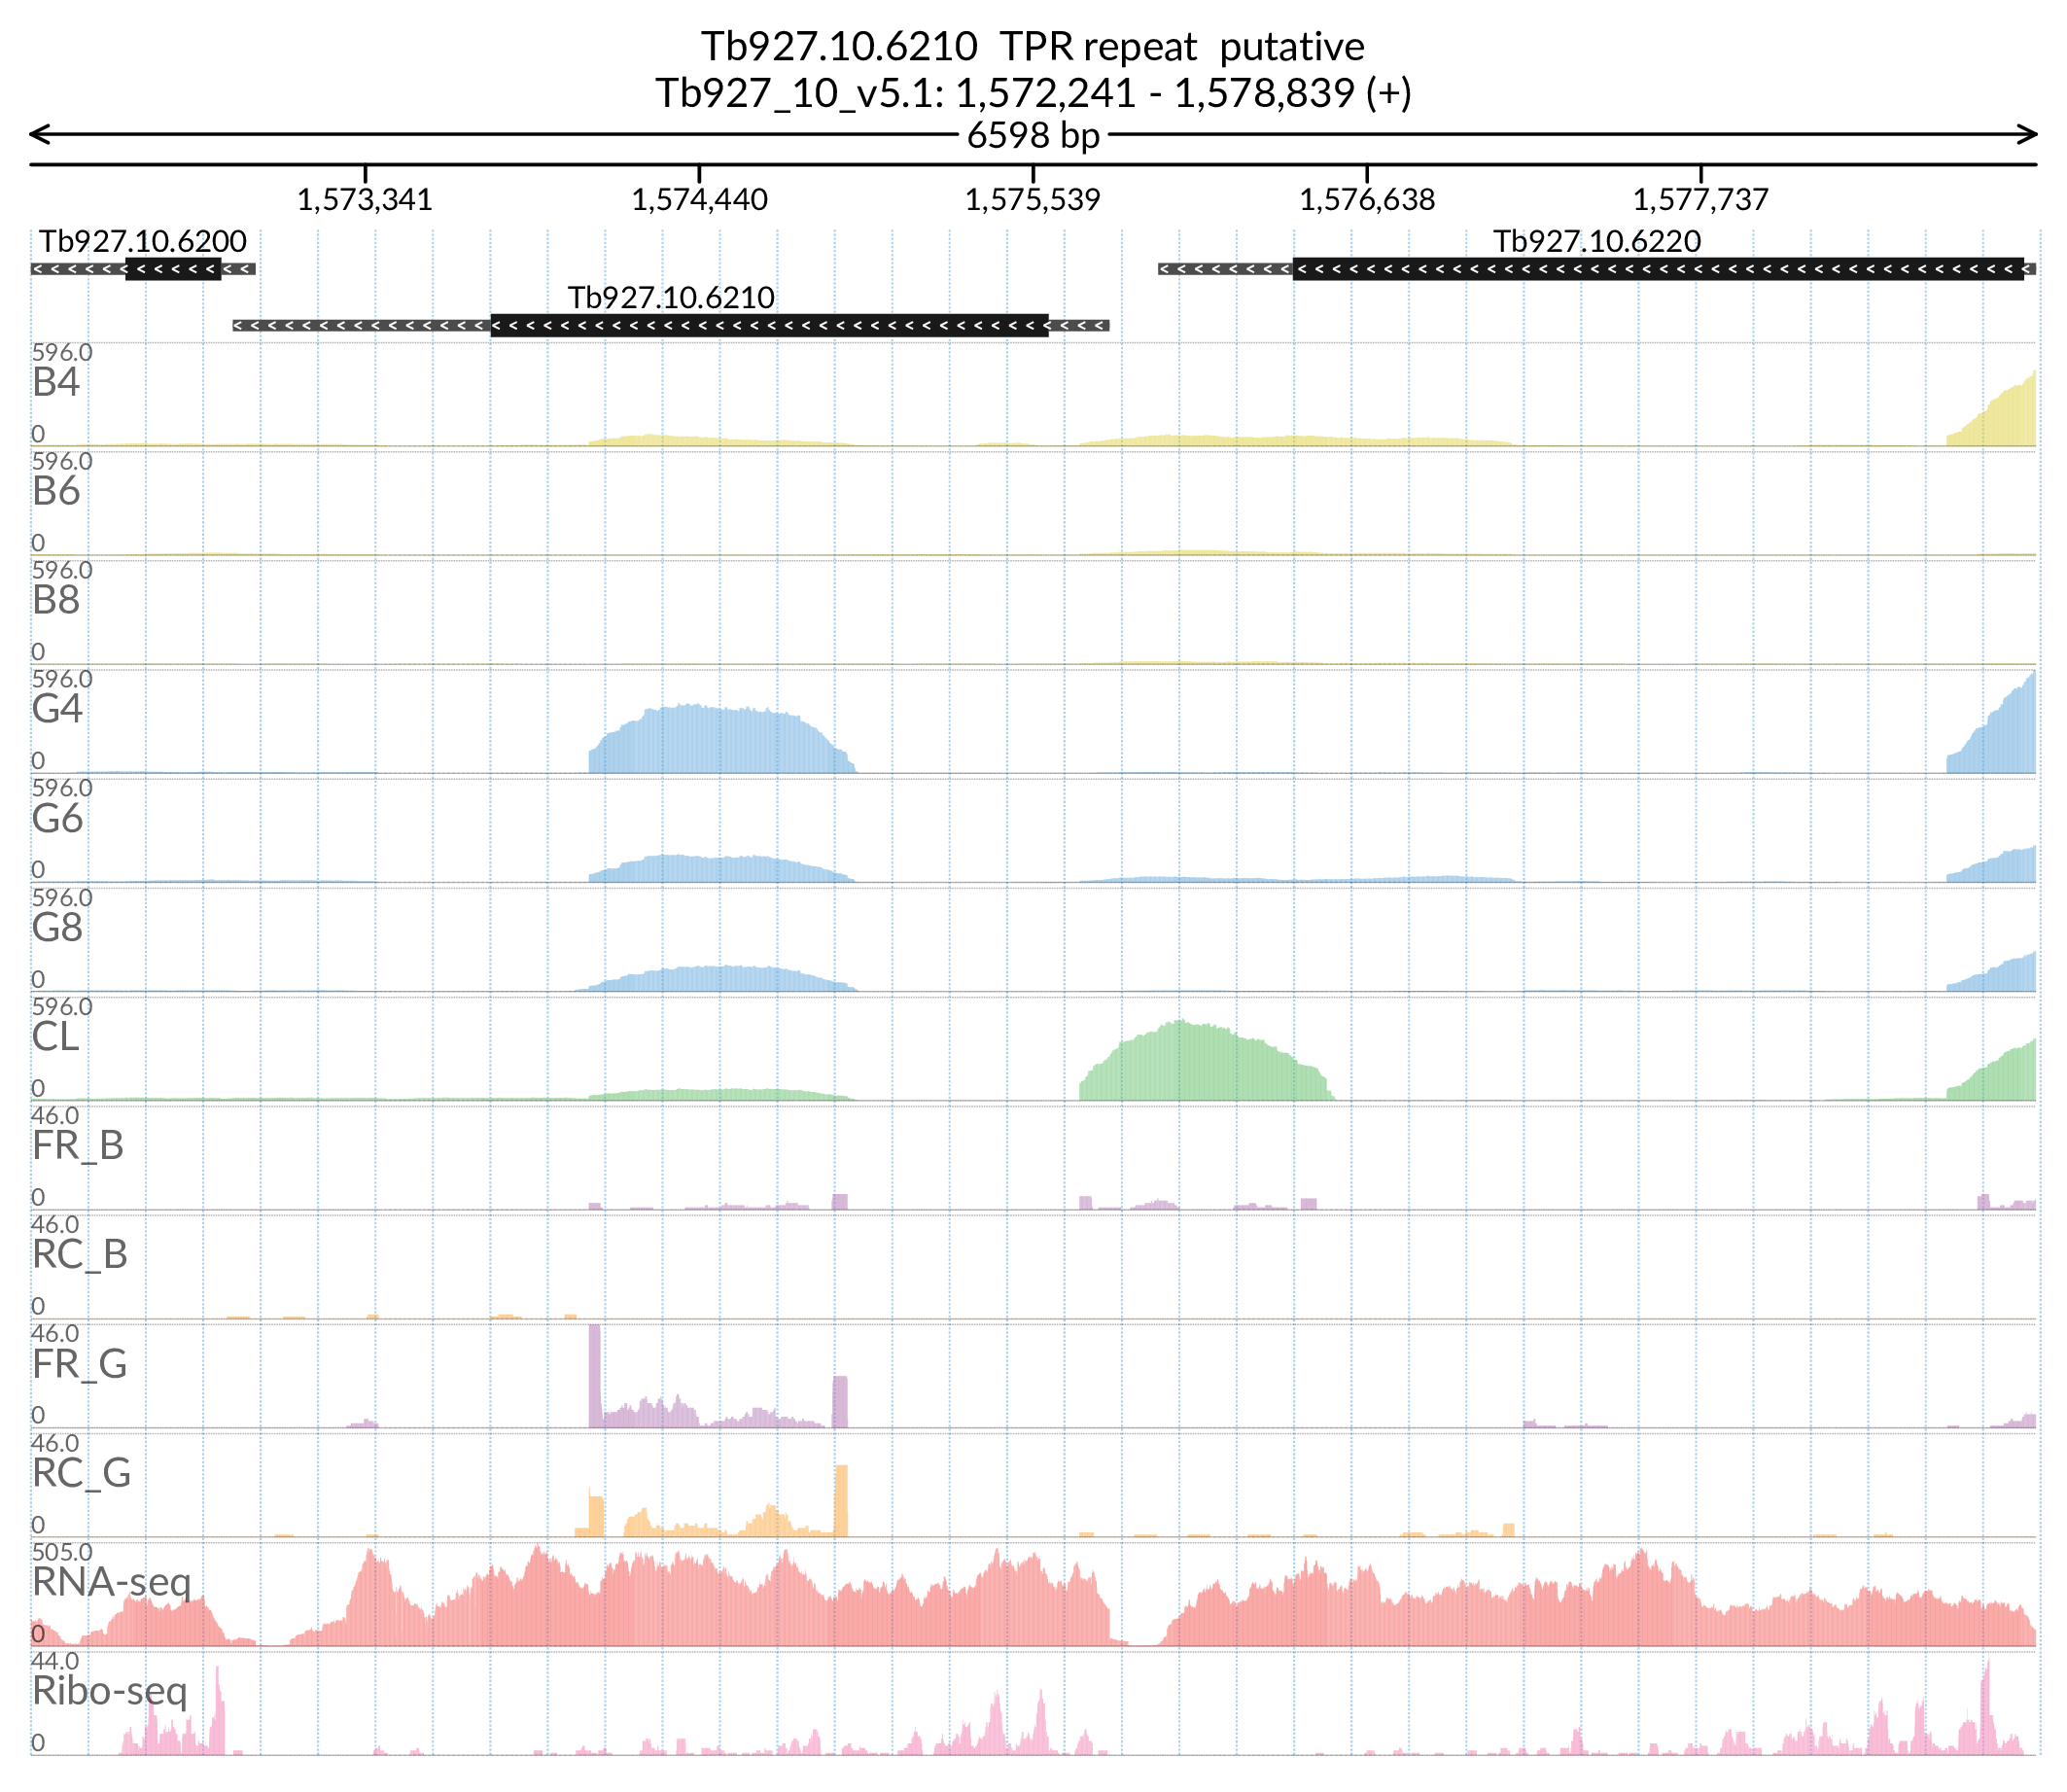 Tb927.10.6210  TPR repeat  putative
Tb927_10_v5.1: 1,572,241 - 1,578,839 (+)
6598 bp
1,573,341 1,574,440 1,575,539 1,576,638 1,577,737
Tb927.10.6200 Tb927.10.6220
Tb927.10.6210
596.0
B4
0
596.0
B6
0
596.0
B8
0
596.0
G4
0
596.0
G6
0
596.0
G8
0
596.0
CL
0
46.0
FR_B
0
46.0
RC_B
0
46.0
FR_G
0
46.0
RC_G
0
505.0
RNA-seq
0
44.0
Ribo-seq
0